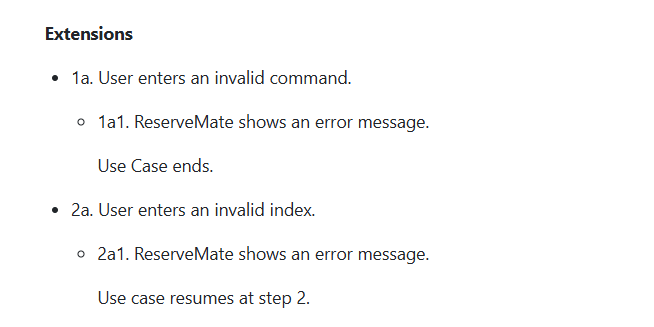 Extensions
• 1a. User enters an invalid command.
◦ 1a1. ReserveMate shows an error message.
Use Case ends.
• 2a. User enters an invalid index.
◦ 2a1. ReserveMate shows an error message.
Use case resumes at step 2.